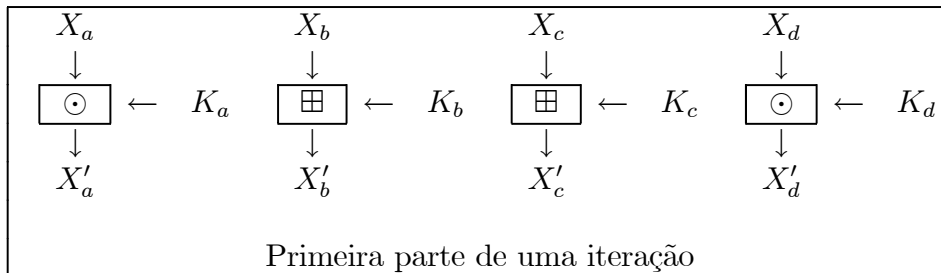 X_a X_b X_c X_d
↓ ↓ ↓ ↓
⊙ ← K_a ⊞ ← K_b ⊞ ← K_c ⊙ ← K_d
↓ ↓ ↓ ↓
X'_a X'_b X'_c X'_d
Primeira parte de uma iteração